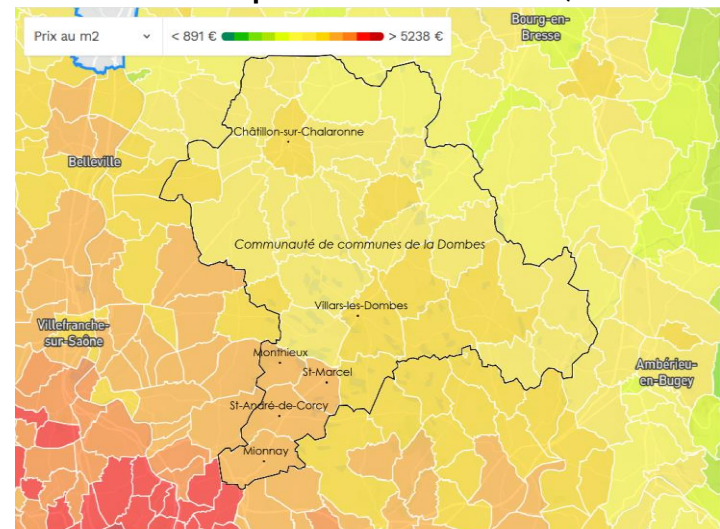 Prix au m2
< 891 €
> 5238 €
Bourg-en-
Bresse
Châtillon-sur-Chalaronne
Belleville
Communauté de communes de la Dombes
Villars-les-Dombes
Villefranche-
sur-Saône
Monthieux
St-Marcel
Ambérieu-
en-Bugey
St-André-de-Corcy
Mionnay